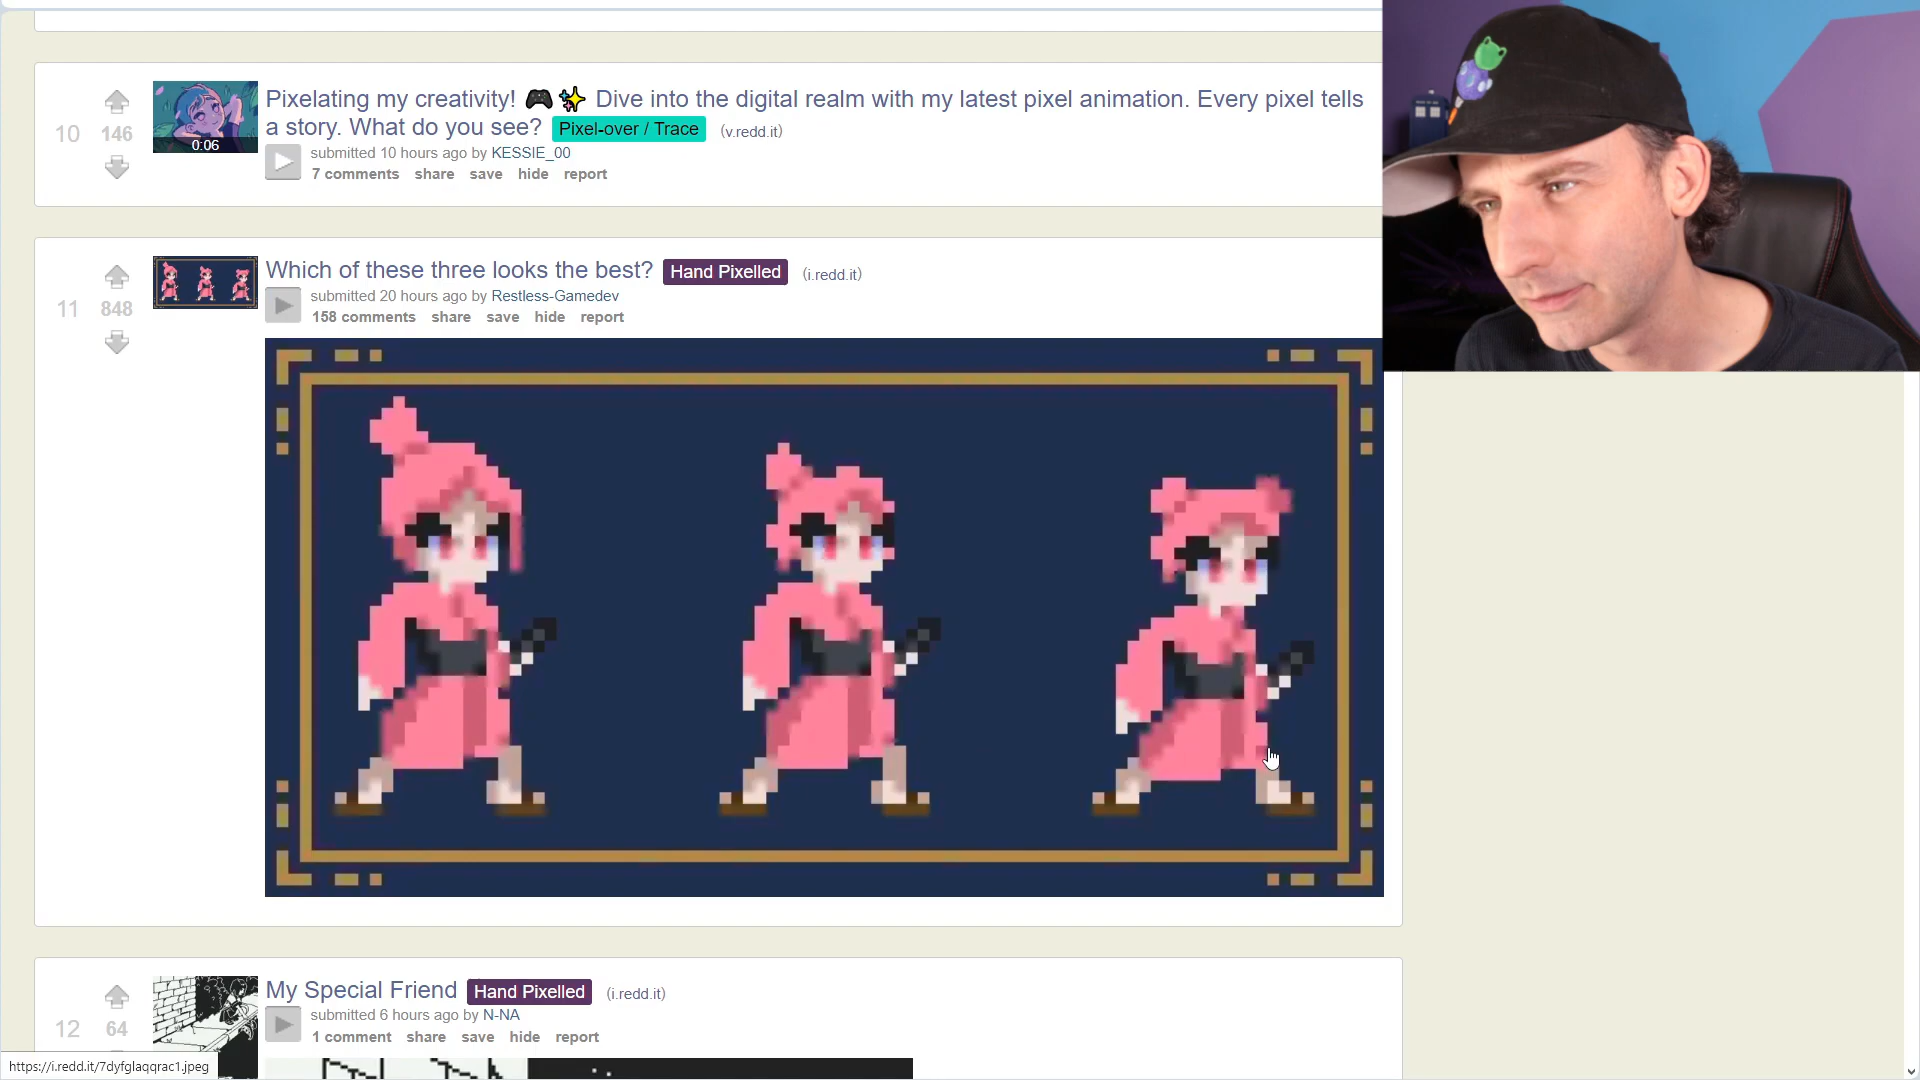 10
146
0:06
Pixelating my creativity! 🎮✨ Dive into the digital realm with my latest pixel animation. Every pixel tells
a story. What do you see? Pixel-over / Trace (v.redd.it)
submitted 10 hours ago by KESSIE_00
7 comments share save hide report
11
848
Which of these three looks the best? Hand Pixelled (i.redd.it)
submitted 20 hours ago by Restless-Gamedev
158 comments share save hide report
12
64
My Special Friend Hand Pixelled (i.redd.it)
submitted 6 hours ago by N-NA
1 comment share save hide report
https://i.redd.it/7dyfglaqqrac1.jpeg